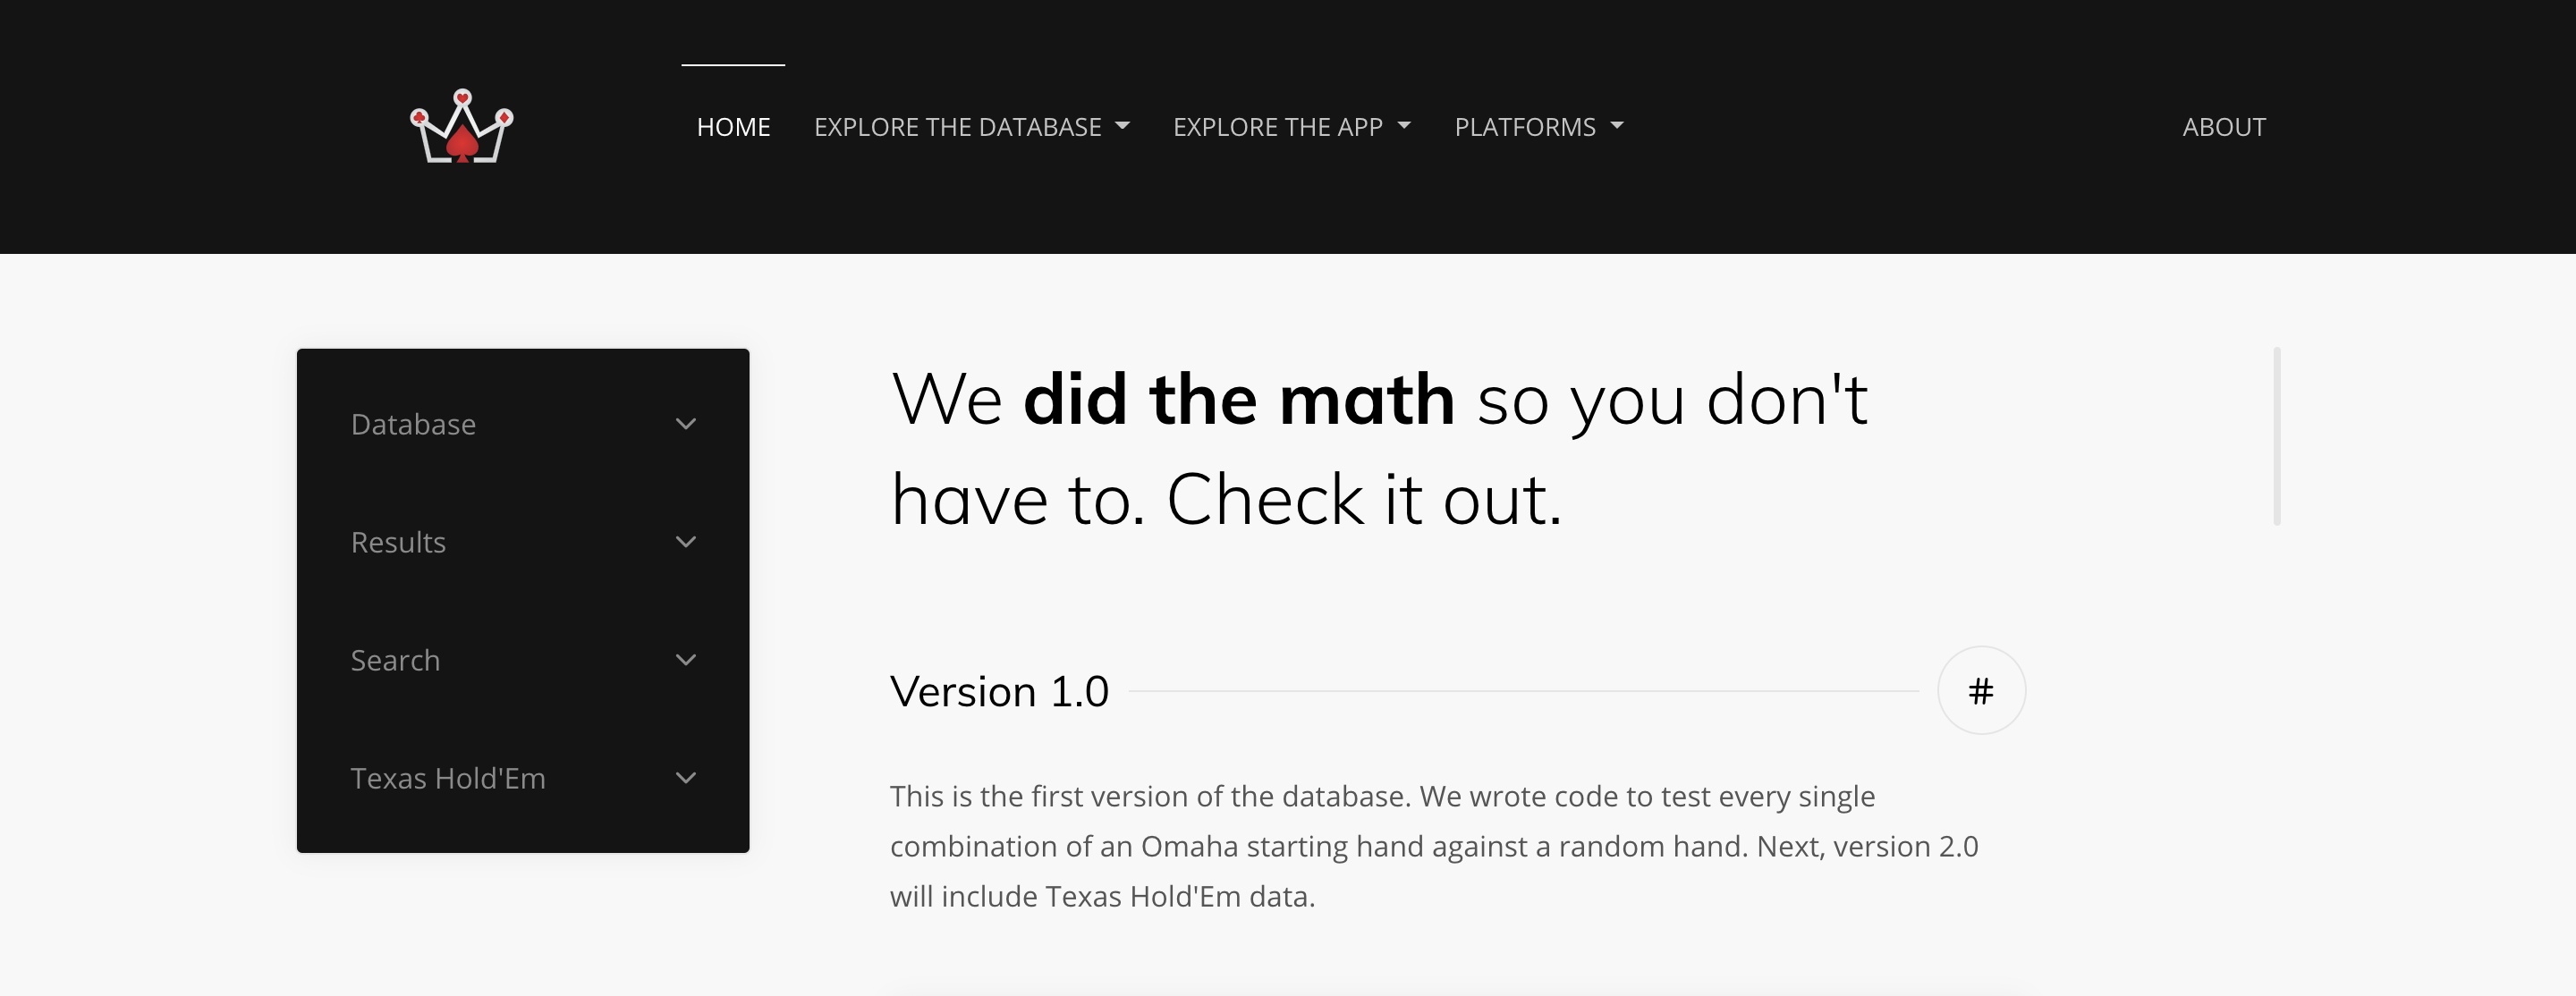 HOME
EXPLORE THE DATABASE
EXPLORE THE APP
PLATFORMS
ABOUT
Database
Results
Search
Texas Hold'Em
We did the math so you don't
have to. Check it out.
Version 1.0
#
This is the first version of the database. We wrote code to test every single
combination of an Omaha starting hand against a random hand. Next, version 2.0
will include Texas Hold'Em data.